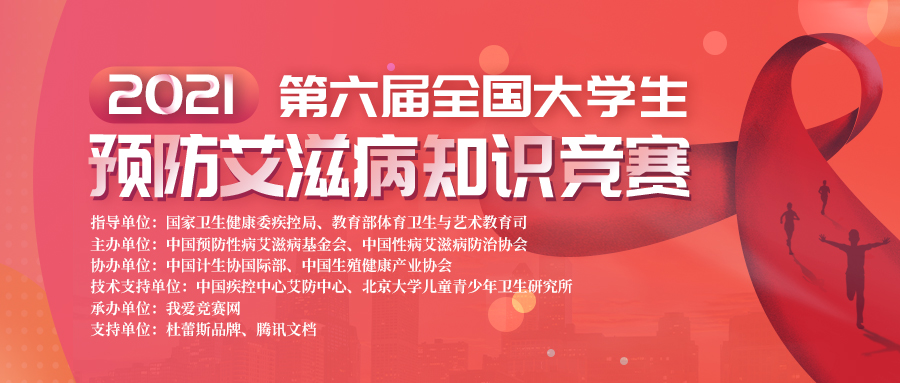 2021 第六届全国大学生
预防艾滋病知识竞赛
指导单位：国家卫生健康委疾控局、教育部体育卫生与艺术教育司
主办单位：中国预防性病艾滋病基金会、中国性病艾滋病防治协会
协办单位：中国计生协国际部、中国生殖健康产业协会
技术支持单位：中国疾控中心艾防中心、北京大学儿童青少年卫生研究所
承办单位：我爱竞赛网
支持单位：杜蕾斯品牌、腾讯文档